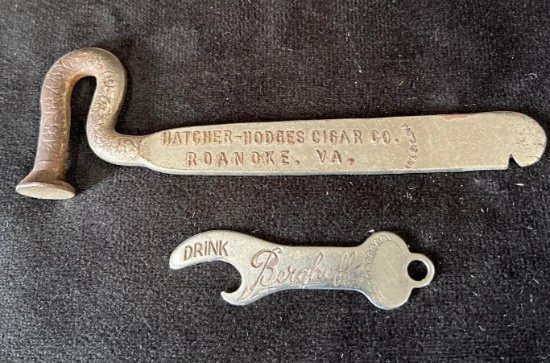 HATCHER-HODGES CIGAR CO.
ROANOKE, VA.
DRINK
Berghoff